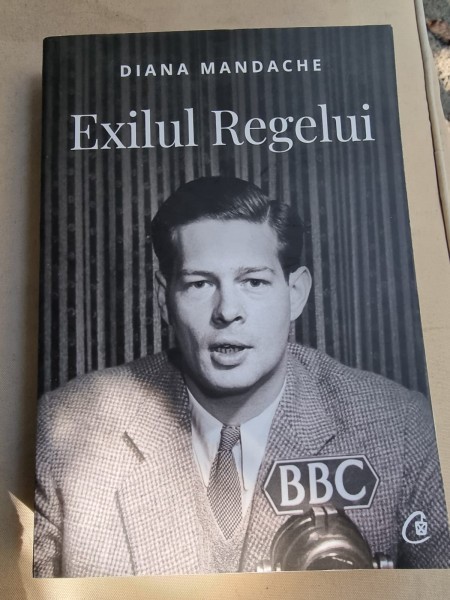 DIANA MANDACHE
Exilul Regelui
BBC